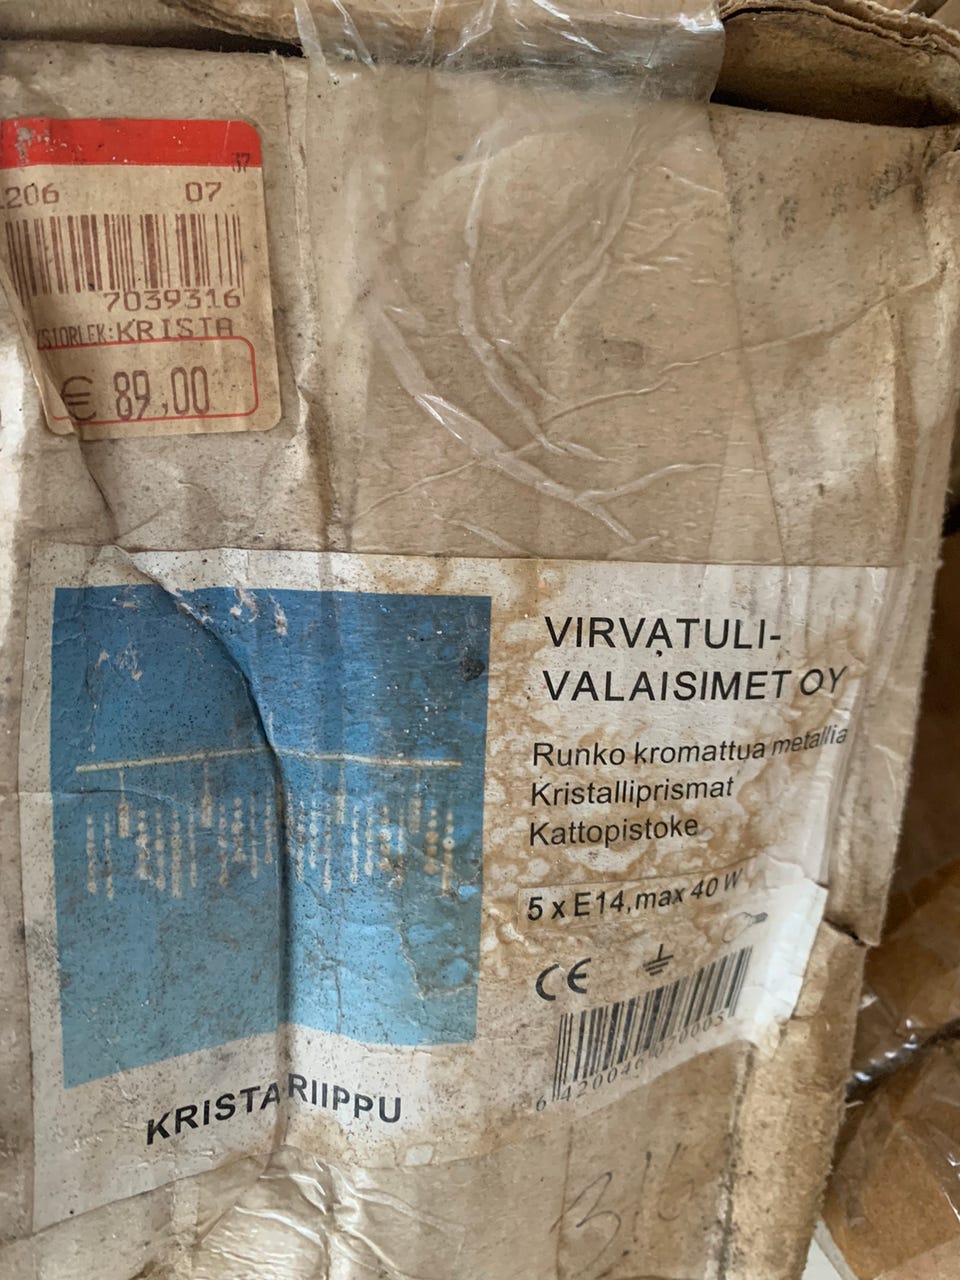 07
7039316
KRISTA
€ 89,00
VIRVATULI-
VALAISIMET OY
Runko kromattua metallia
Kristalliprismat
Kattopistoke
5 x E14, max 40 W
CE
KRISTA RIIPPU